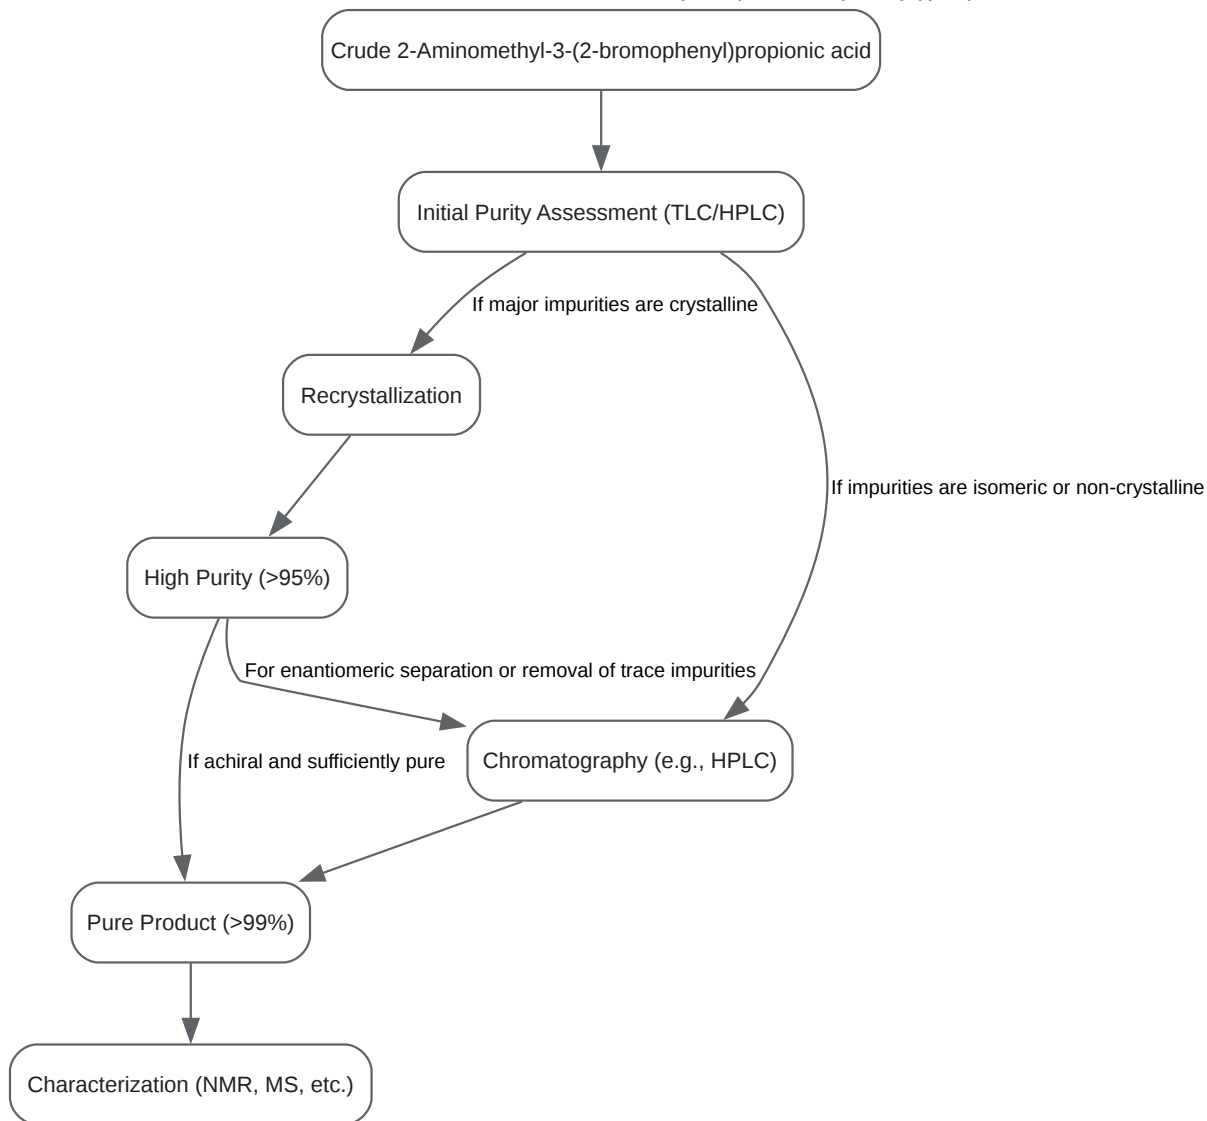 Crude 2-Aminomethyl-3-(2-bromophenyl)propionic acid
Initial Purity Assessment (TLC/HPLC)
If major impurities are crystalline
Recrystallization
If impurities are isomeric or non-crystalline
High Purity (>95%)
For enantiomeric separation or removal of trace impurities
If achiral and sufficiently pure
Chromatography (e.g., HPLC)
Pure Product (>99%)
Characterization (NMR, MS, etc.)